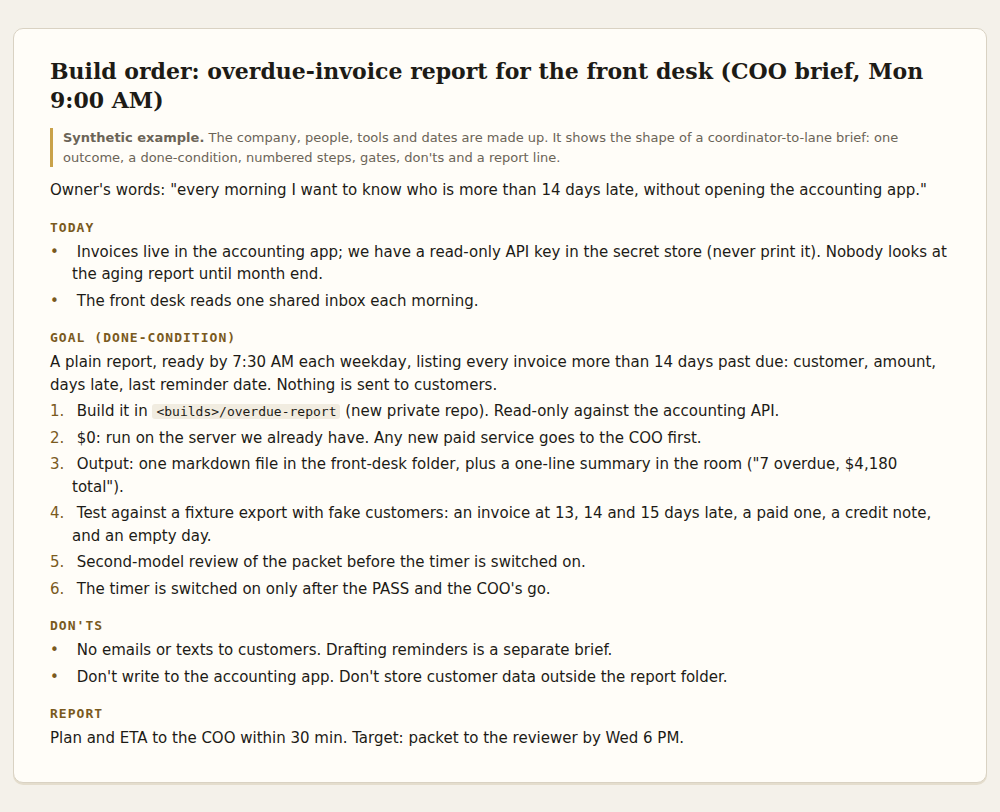 Build order: overdue-invoice report for the front desk (COO brief, Mon
9:00 AM)
Synthetic example. The company, people, tools and dates are made up. It shows the shape of a coordinator-to-lane brief: one
outcome, a done-condition, numbered steps, gates, don'ts and a report line.
Owner's words: "every morning I want to know who is more than 14 days late, without opening the accounting app."
TODAY
• Invoices live in the accounting app; we have a read-only API key in the secret store (never print it). Nobody looks at
the aging report until month end.
• The front desk reads one shared inbox each morning.
GOAL (DONE-CONDITION)
A plain report, ready by 7:30 AM each weekday, listing every invoice more than 14 days past due: customer, amount,
days late, last reminder date. Nothing is sent to customers.
1. Build it in <builds>/overdue-report (new private repo). Read-only against the accounting API.
2. $0: run on the server we already have. Any new paid service goes to the COO first.
3. Output: one markdown file in the front-desk folder, plus a one-line summary in the room ("7 overdue, $4,180
total").
4. Test against a fixture export with fake customers: an invoice at 13, 14 and 15 days late, a paid one, a credit note,
and an empty day.
5. Second-model review of the packet before the timer is switched on.
6. The timer is switched on only after the PASS and the COO's go.
DON'TS
• No emails or texts to customers. Drafting reminders is a separate brief.
• Don't write to the accounting app. Don't store customer data outside the report folder.
REPORT
Plan and ETA to the COO within 30 min. Target: packet to the reviewer by Wed 6 PM.